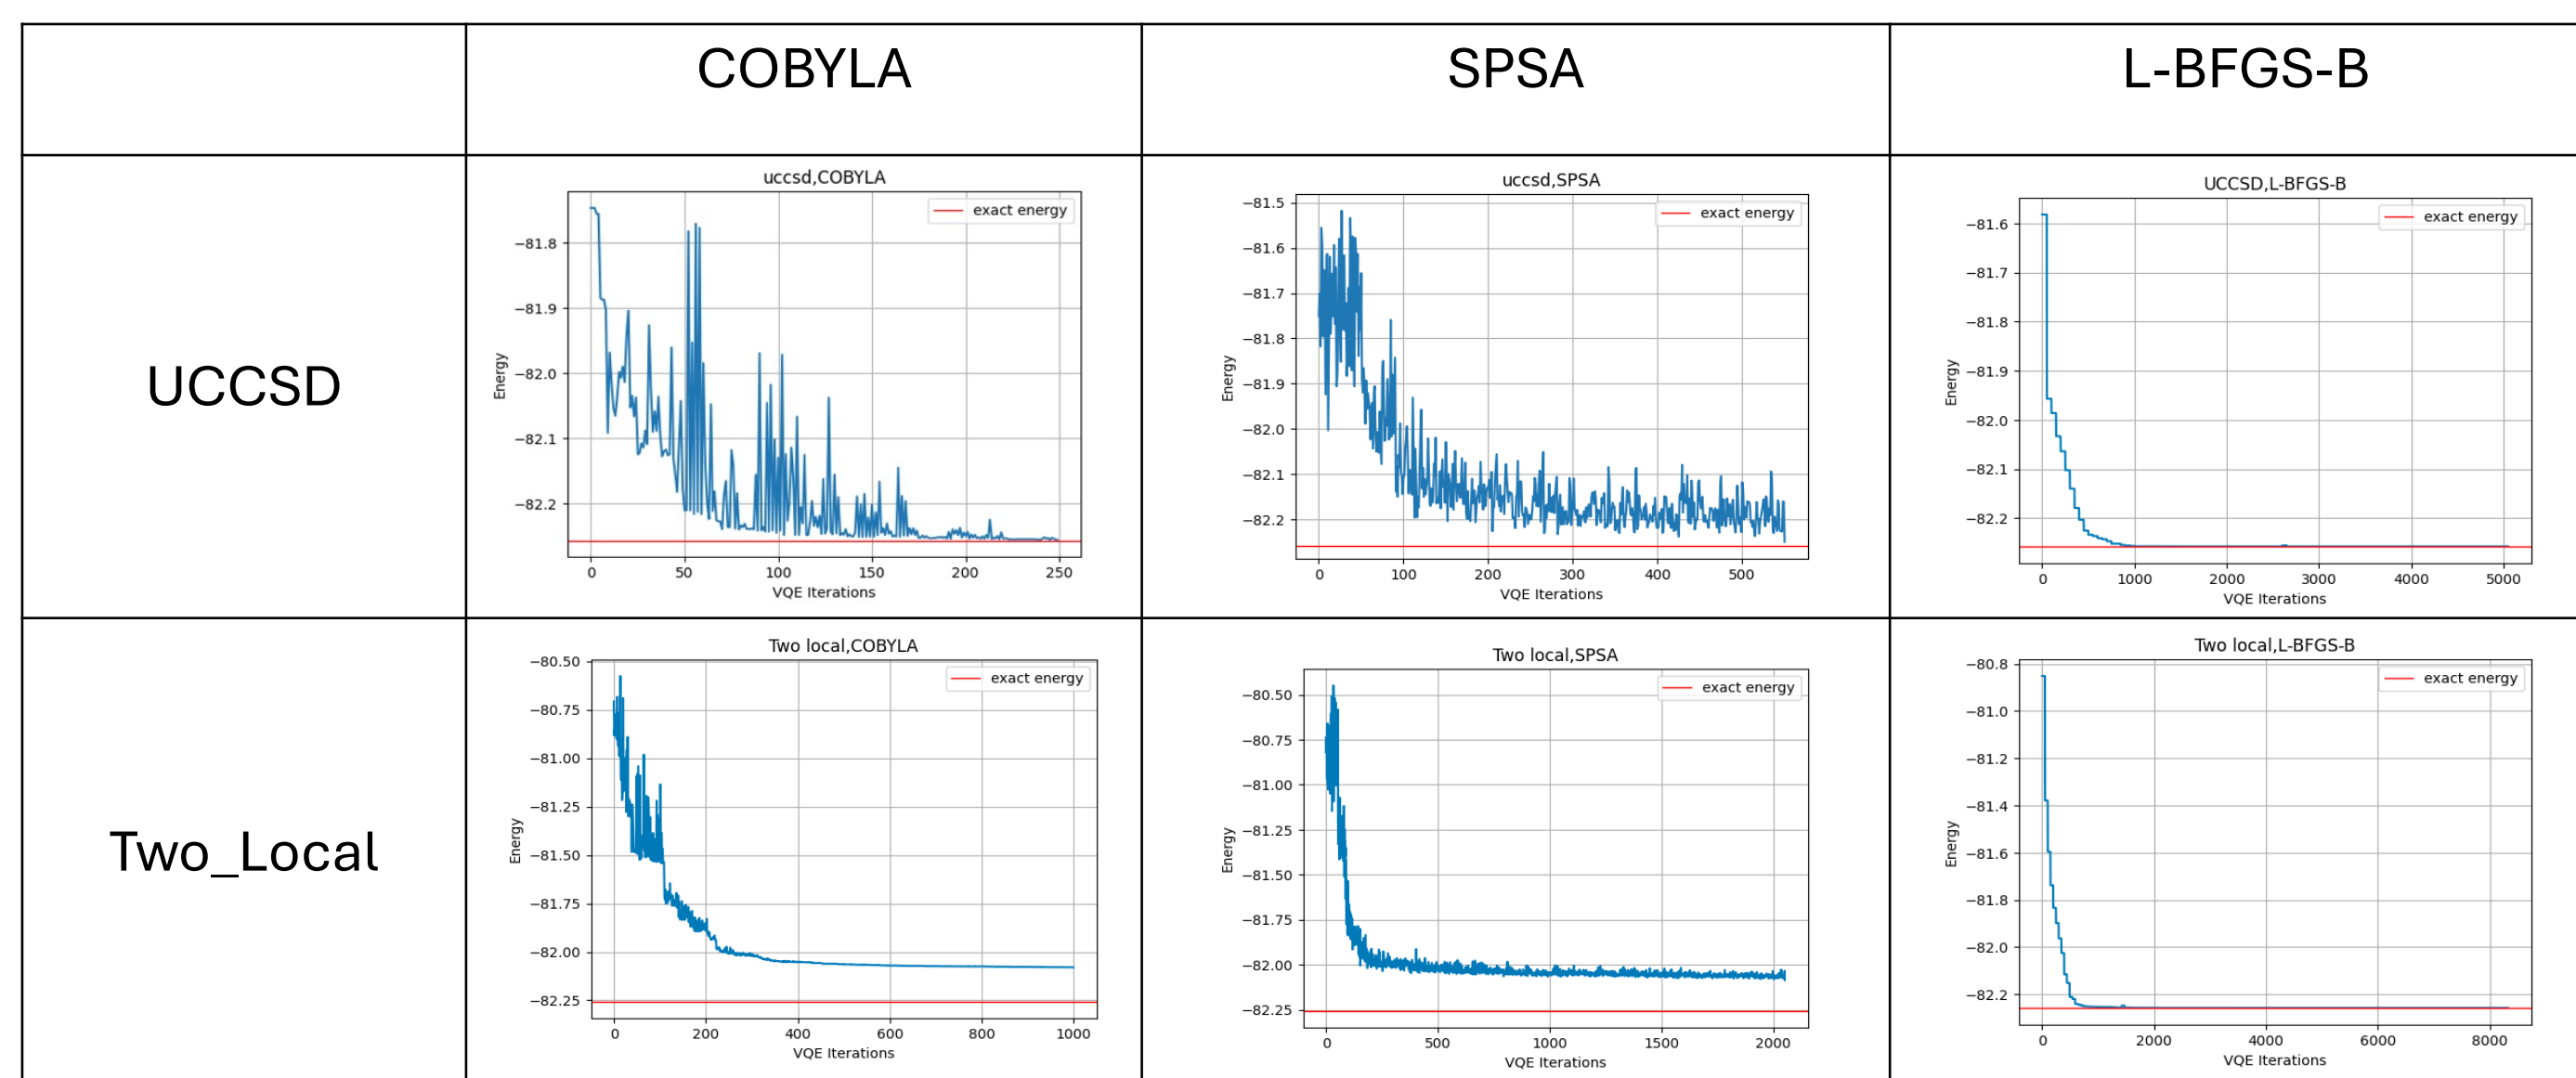 COBYLA
SPSA
L-BFGS-B
UCCSD
uccsd,COBYLA
exact energy
−81.8
−81.9
−82.0
−82.1
−82.2
Energy
0
50
100
150
200
250
VQE Iterations
uccsd,SPSA
exact energy
−81.5
−81.6
−81.7
−81.8
−81.9
−82.0
−82.1
−82.2
Energy
0
100
200
300
400
500
VQE Iterations
UCCSD,L-BFGS-B
exact energy
−81.6
−81.7
−81.8
−81.9
−82.0
−82.1
−82.2
Energy
0
1000
2000
3000
4000
5000
VQE Iterations
Two_Local
Two local,COBYLA
exact energy
−80.50
−80.75
−81.00
−81.25
−81.50
−81.75
−82.00
−82.25
Energy
0
200
400
600
800
1000
VQE Iterations
Two local,SPSA
exact energy
−80.50
−80.75
−81.00
−81.25
−81.50
−81.75
−82.00
−82.25
Energy
0
500
1000
1500
2000
VQE Iterations
Two local,L-BFGS-B
exact energy
−80.8
−81.0
−81.2
−81.4
−81.6
−81.8
−82.0
−82.2
Energy
0
2000
4000
6000
8000
VQE Iterations